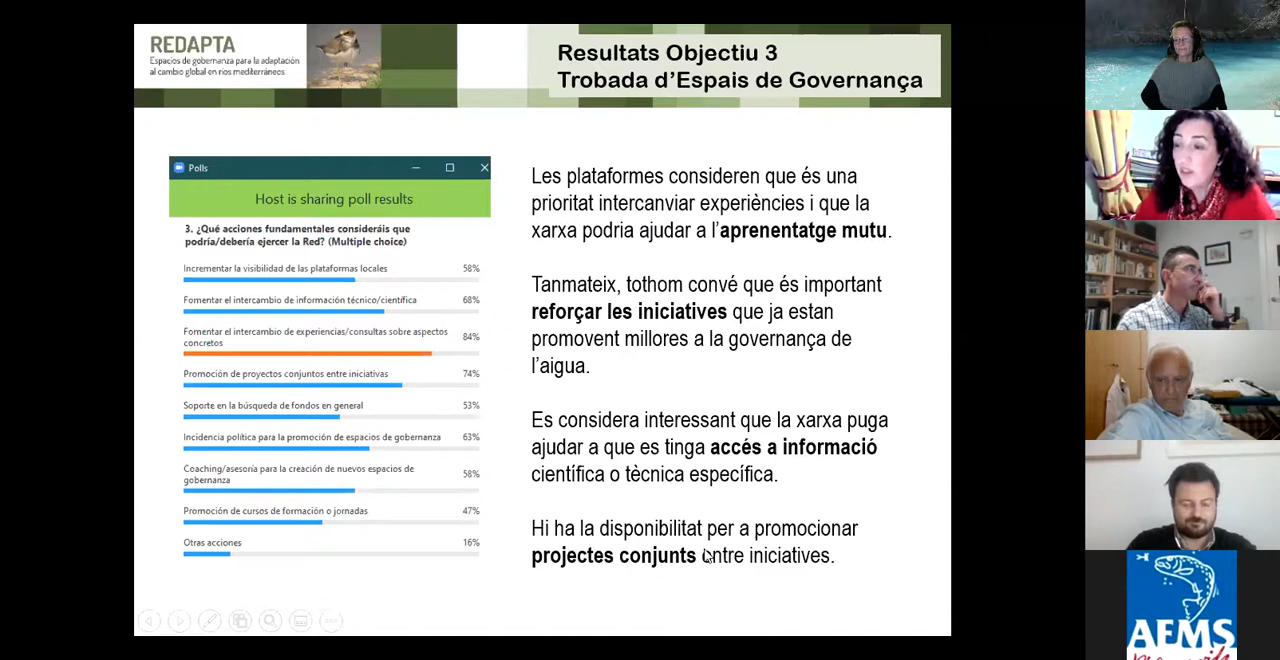 REDAPTA
Espacios de gobernanza para la adaptación
al cambio global en ríos mediterráneos
Resultats Objectiu 3
Trobada d’Espais de Governança
Polls
Host is sharing poll results
3. ¿Qué acciones fundamentales consideráis que
podría/debería ejercer la Red? (Multiple choice)
Incrementar la visibilidad de las plataformas locales 58%
Fomentar el intercambio de información técnico/científica 68%
Fomentar el intercambio de experiencias/consultas sobre aspectos
concretos 84%
Promoción de proyectos conjuntos entre iniciativas 74%
Soporte en la búsqueda de fondos en general 53%
Incidencia política para la promoción de espacios de gobernanza 63%
Coaching/asesoría para la creación de nuevos espacios de
gobernanza 58%
Promoción de cursos de formación o jornadas 47%
Otras acciones 16%
Les plataformes consideren que és una
prioritat intercanviar experiències i que la
xarxa podria ajudar a l’aprenentatge mutu.
Tanmateix, tothom convé que és important
reforçar les iniciatives que ja estan
promovent millores a la governança de
l’aigua.
Es considera interessant que la xarxa puga
ajudar a que es tinga accés a informació
científica o tècnica específica.
Hi ha la disponibilitat per a promocionar
projectes conjunts entre iniciatives.
AEMS